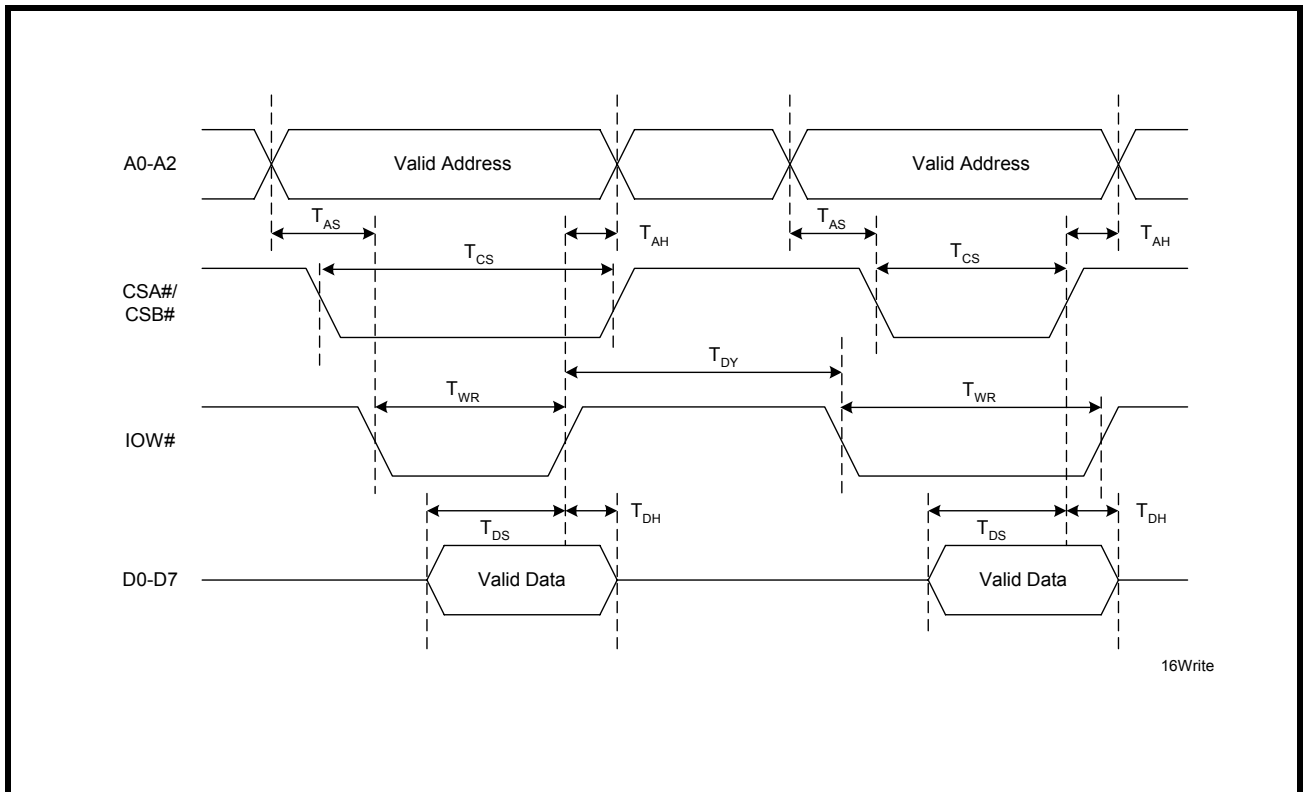 A0-A2
Valid Address
Valid Address
TAS
TAH
TAS
TAH
TCS
TCS
CSA#/
CSB#
TDY
TWR
TWR
IOW#
TDS
TDH
TDS
TDH
D0-D7
Valid Data
Valid Data
16Write